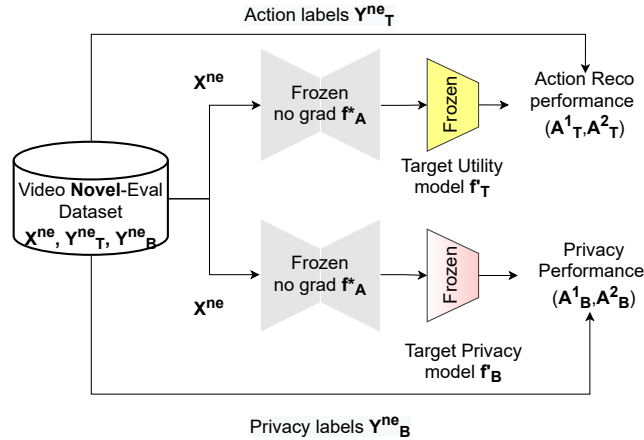 Action labels Y^ne_T
X^ne
Frozen
no grad f*_A
Frozen
Action Reco
performance
(A^1_T,A^2_T)
Target Utility
model f'_T
Video Novel-Eval
Dataset
X^ne, Y^ne_T, Y^ne_B
X^ne
Frozen
no grad f*_A
Frozen
Privacy
Performance
(A^1_B,A^2_B)
Target Privacy
model f'_B
Privacy labels Y^ne_B